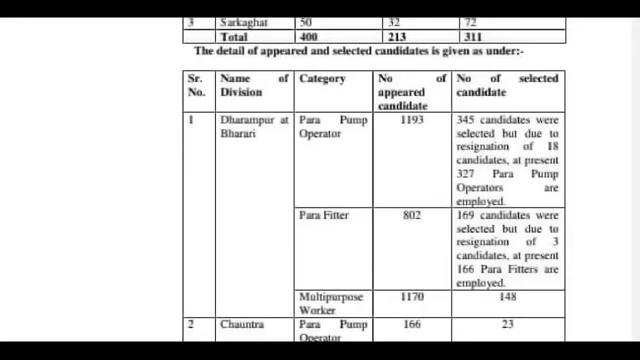 3 Sarkaghat 50 32 72
Total 400 213 311
The detail of appeared and selected candidates is given as under:-
Sr. No. Name of Division Category No of appeared candidate No of selected candidate
1 Dharampur at Bharari Para Pump Operator 1193 345 candidates were selected but due to resignation of 18 candidates, at present 327 Para Pump Operators are employed.
Para Fitter 802 169 candidates were selected but due to resignation of 3 candidates, at present 166 Para Fitters are employed.
Multipurpose Worker 1170 148
2 Chauntra Para Pump Operator 166 23